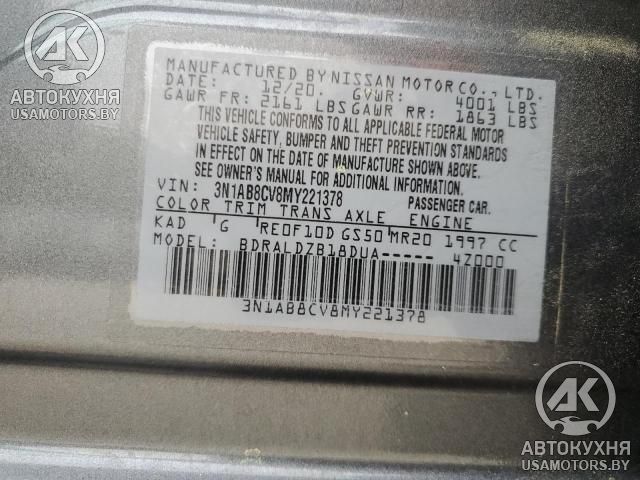 AK
АВТОКУХНЯ
USAMOTORS.BY
MANUFACTURED BY NISSAN MOTOR CO., LTD.
DATE: 12/20 GVWR: 4001 LBS
GAWR FR: 2161 LBS GAWR RR: 1863 LBS
THIS VEHICLE CONFORMS TO ALL APPLICABLE FEDERAL MOTOR
VEHICLE SAFETY, BUMPER AND THEFT PREVENTION STANDARDS
IN EFFECT ON THE DATE OF MANUFACTURE SHOWN ABOVE.
SEE OWNER'S MANUAL FOR ADDITIONAL INFORMATION.
VIN: 3N1AB8CV8MY221378 PASSENGER CAR.
COLOR TRIM TRANS AXLE ENGINE
KAD G RE0F10D GS50 MR20 1997 CC
MODEL: BDRALDZB18DUA----- 4Z000
3N1AB8CV8MY221378
AK
АВТОКУХНЯ
USAMOTORS.BY